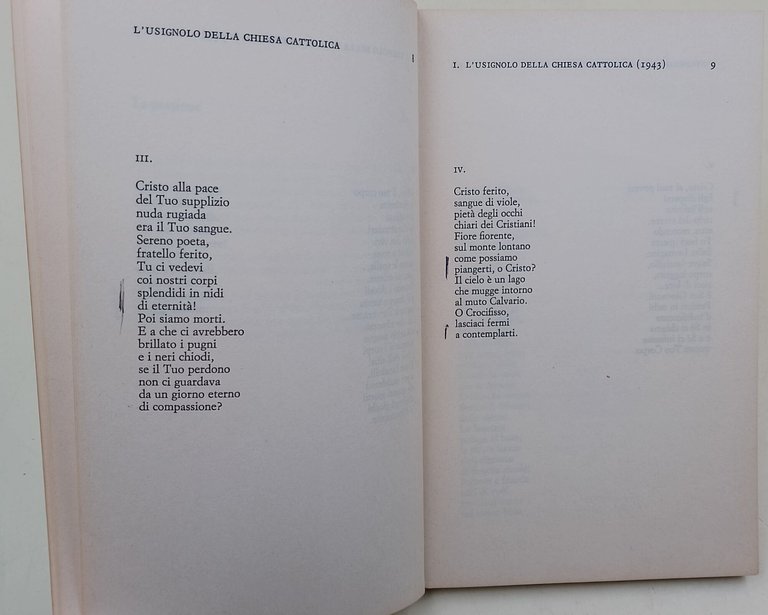 L'USIGNOLO DELLA CHIESA CATTOLICA
III.
Cristo alla pace
del Tuo supplizio
nuda rugiada
era il Tuo sangue.
Sereno poeta,
fratello ferito,
Tu ci vedevi
coi nostri corpi
splendidi in nidi
di eternità!
Poi siamo morti.
E a che ci avrebbero
brillato i pugni
e i neri chiodi,
se il Tuo perdono
non ci guardava
da un giorno eterno
di compassione?
I. L'USIGNOLO DELLA CHIESA CATTOLICA (1943) 9
IV.
Cristo ferito,
sangue di viole,
pietà degli occhi
chiari dei Cristiani!
Fiore fiorente,
sul monte lontano
come possiamo
piangerti, o Cristo?
Il cielo è un lago
che mugge intorno
al muto Calvario.
O Crocifisso,
lasciaci fermi
a contemplarti.